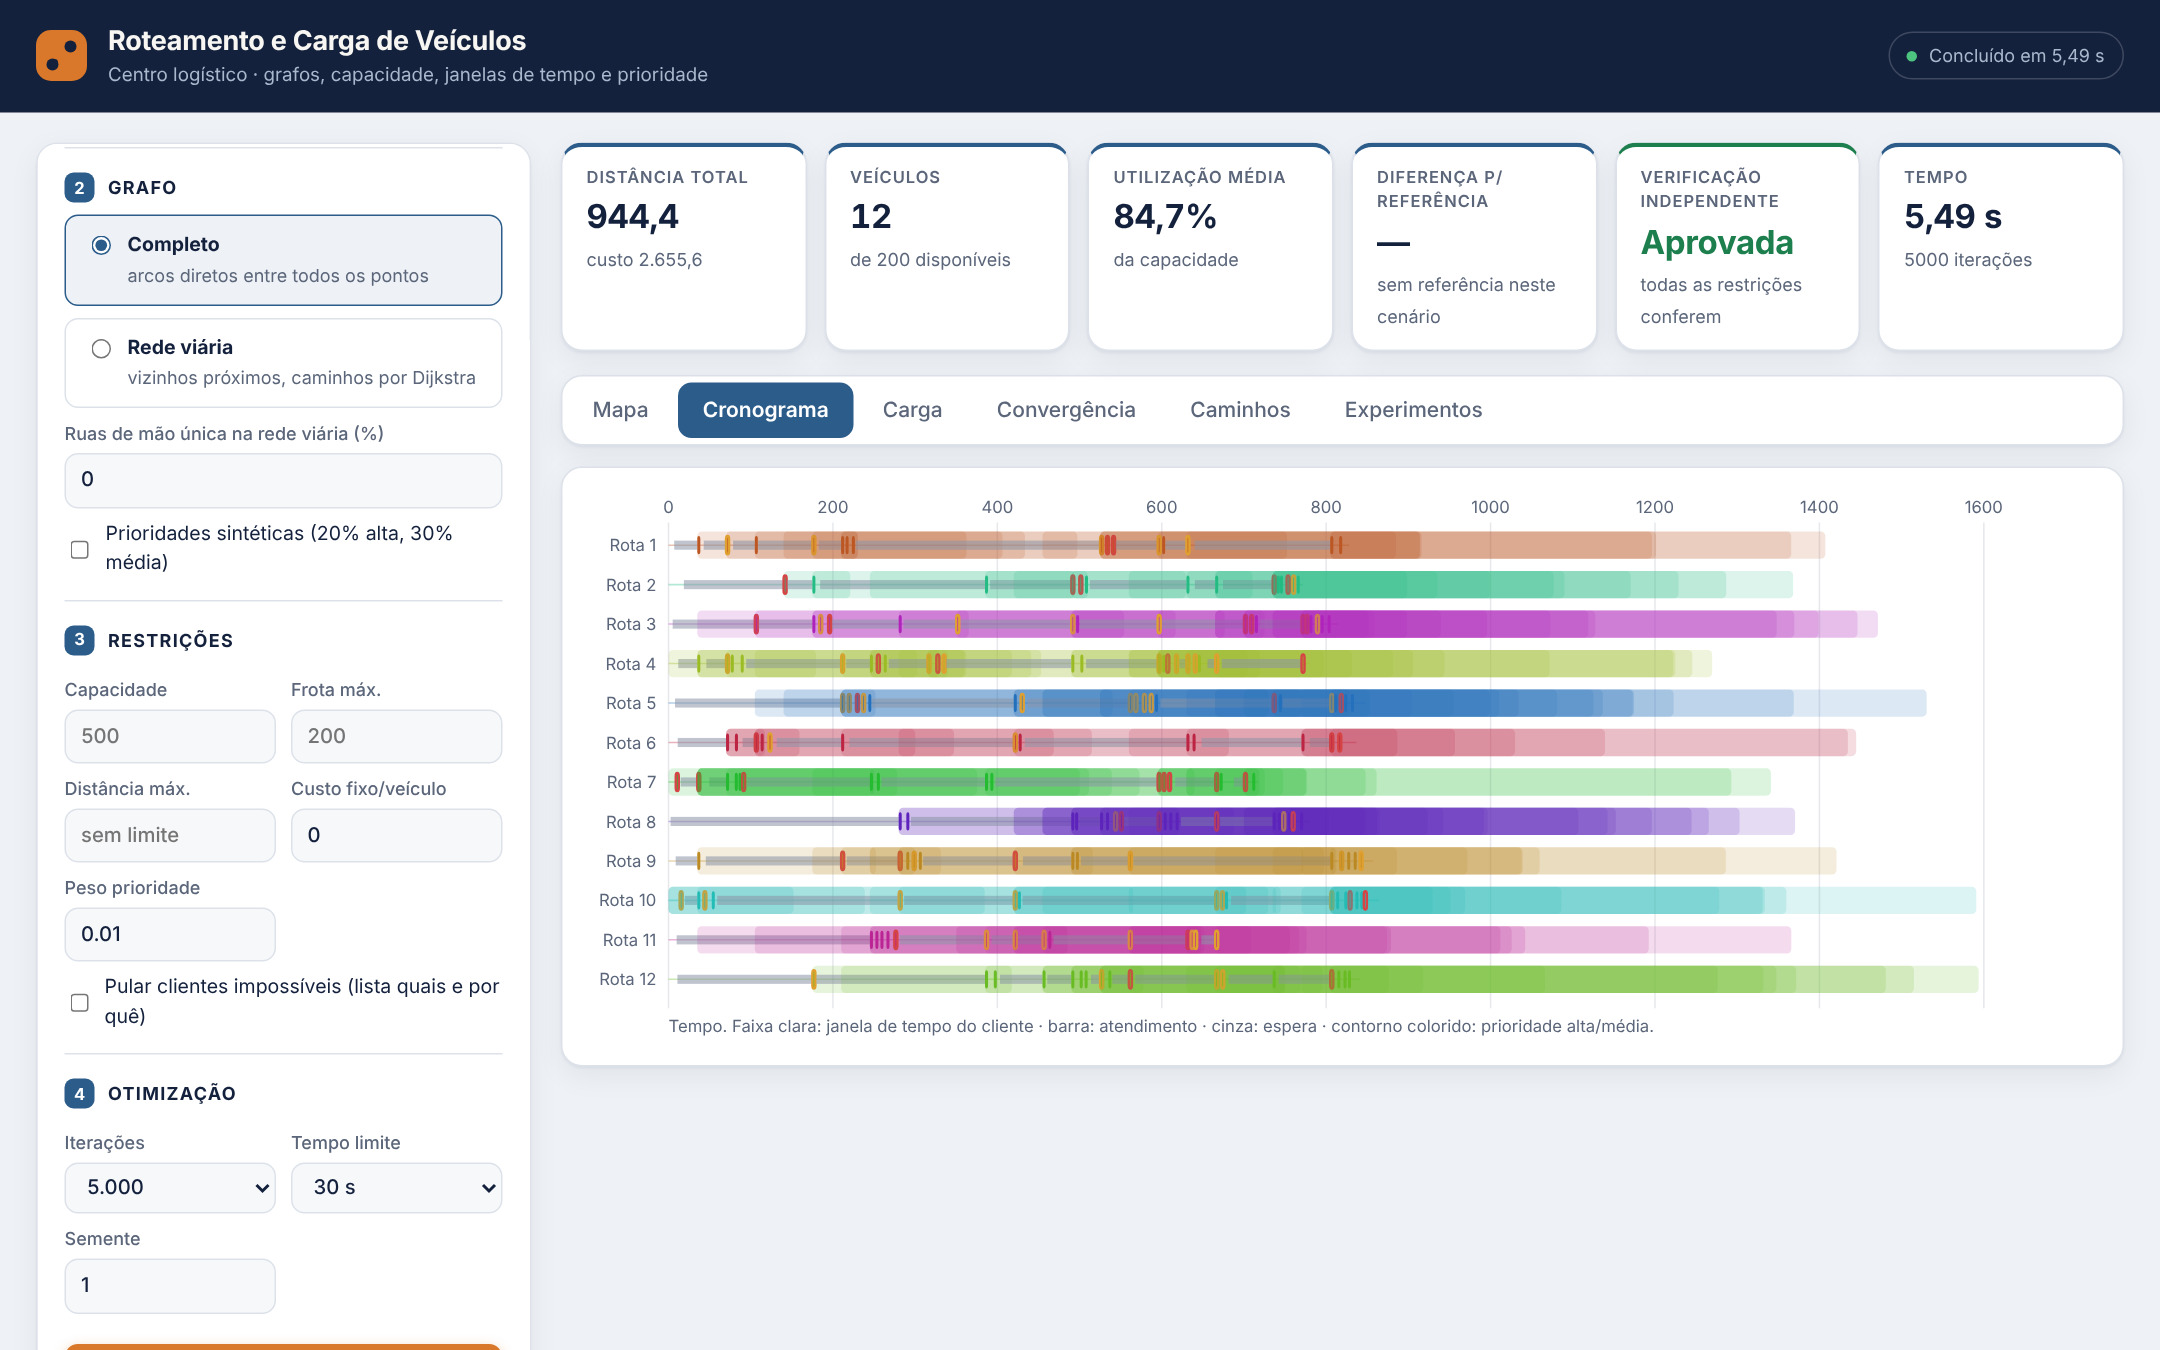 Roteamento e Carga de Veículos
Centro logístico · grafos, capacidade, janelas de tempo e prioridade
Concluído em 5,49 s
2 GRAFO
Completo
arcos diretos entre todos os pontos
Rede viária
vizinhos próximos, caminhos por Dijkstra
Ruas de mão única na rede viária (%)
0
Prioridades sintéticas (20% alta, 30%
média)
3 RESTRIÇÕES
Capacidade
Frota máx.
500
200
Distância máx.
Custo fixo/veículo
sem limite
0
Peso prioridade
0.01
Pular clientes impossíveis (lista quais e por
quê)
4 OTIMIZAÇÃO
Iterações
Tempo limite
5.000
30 s
Semente
1
DISTÂNCIA TOTAL
944,4
custo 2.655,6
VEÍCULOS
12
de 200 disponíveis
UTILIZAÇÃO MÉDIA
84,7%
da capacidade
DIFERENÇA P/
REFERÊNCIA
—
sem referência neste
cenário
VERIFICAÇÃO
INDEPENDENTE
Aprovada
todas as restrições
conferem
TEMPO
5,49 s
5000 iterações
Mapa
Cronograma
Carga
Convergência
Caminhos
Experimentos
0 200 400 600 800 1000 1200 1400 1600
Rota 1
Rota 2
Rota 3
Rota 4
Rota 5
Rota 6
Rota 7
Rota 8
Rota 9
Rota 10
Rota 11
Rota 12
Tempo. Faixa clara: janela de tempo do cliente · barra: atendimento · cinza: espera · contorno colorido: prioridade alta/média.